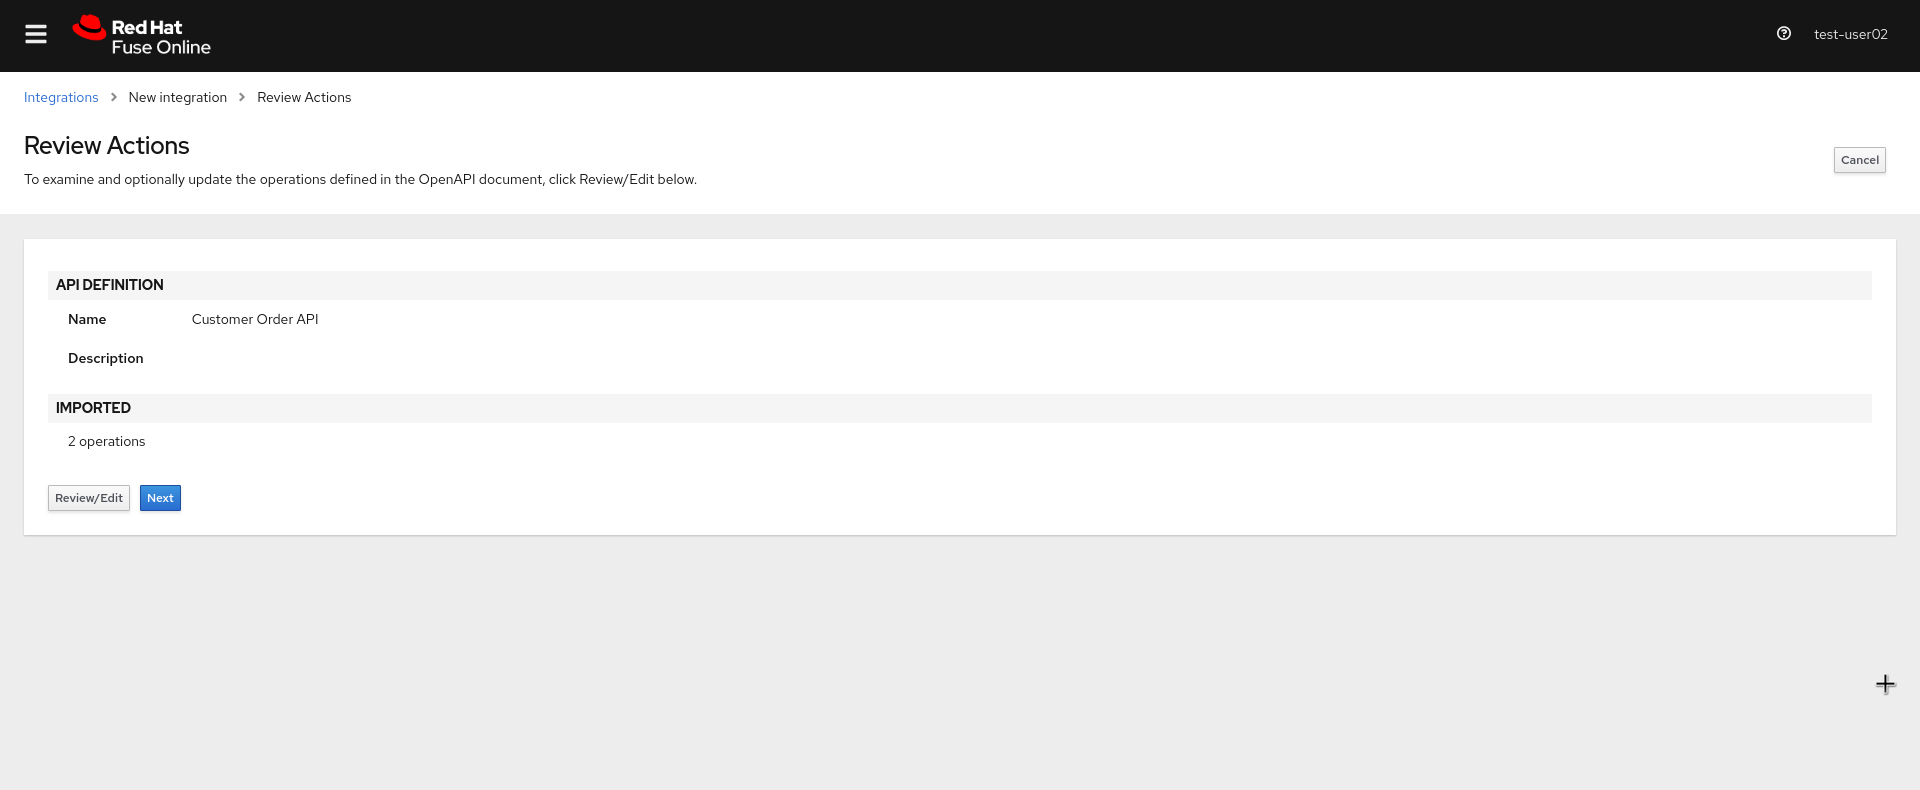 Red Hat
Fuse Online
test-user02
Integrations > New integration > Review Actions
Review Actions
Cancel
To examine and optionally update the operations defined in the OpenAPI document, click Review/Edit below.
API DEFINITION
Name Customer Order API
Description
IMPORTED
2 operations
Review/Edit Next